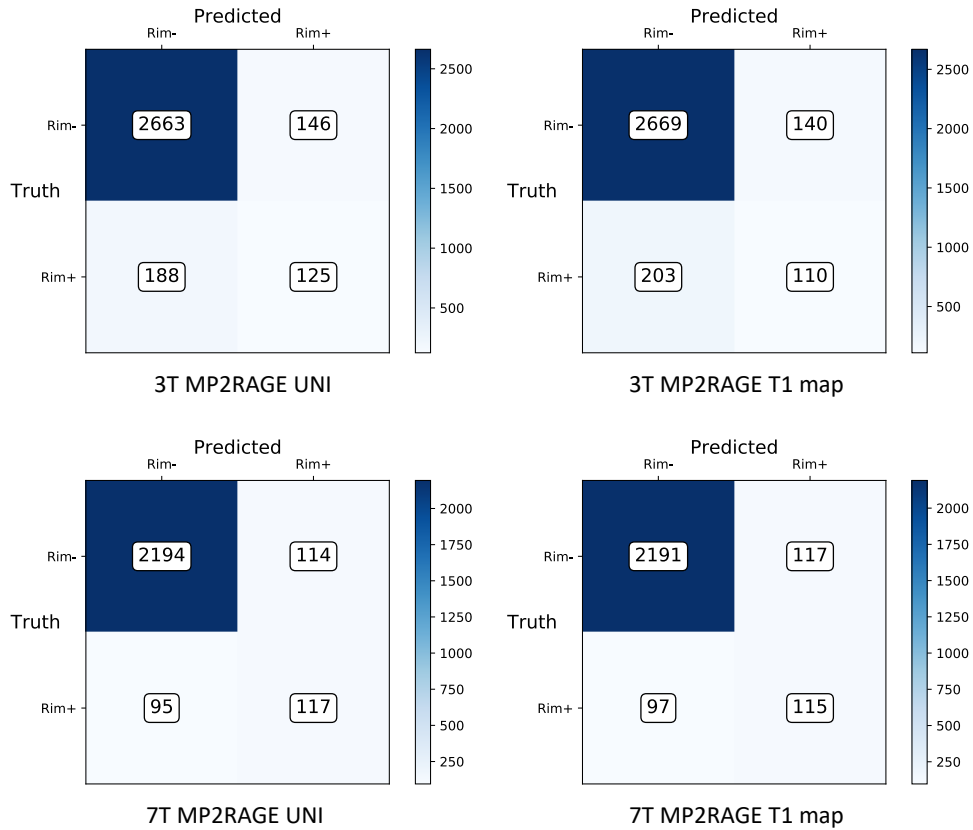 Predicted
Rim- Rim+
Rim- 2663 146
Truth
Rim+ 188 125
2500
2000
1500
1000
500
3T MP2RAGE UNI
Predicted
Rim- Rim+
Rim- 2669 140
Truth
Rim+ 203 110
2500
2000
1500
1000
500
3T MP2RAGE T1 map
Predicted
Rim- Rim+
Rim- 2194 114
Truth
Rim+ 95 117
2000
1750
1500
1250
1000
750
500
250
7T MP2RAGE UNI
Predicted
Rim- Rim+
Rim- 2191 117
Truth
Rim+ 97 115
2000
1750
1500
1250
1000
750
500
250
7T MP2RAGE T1 map